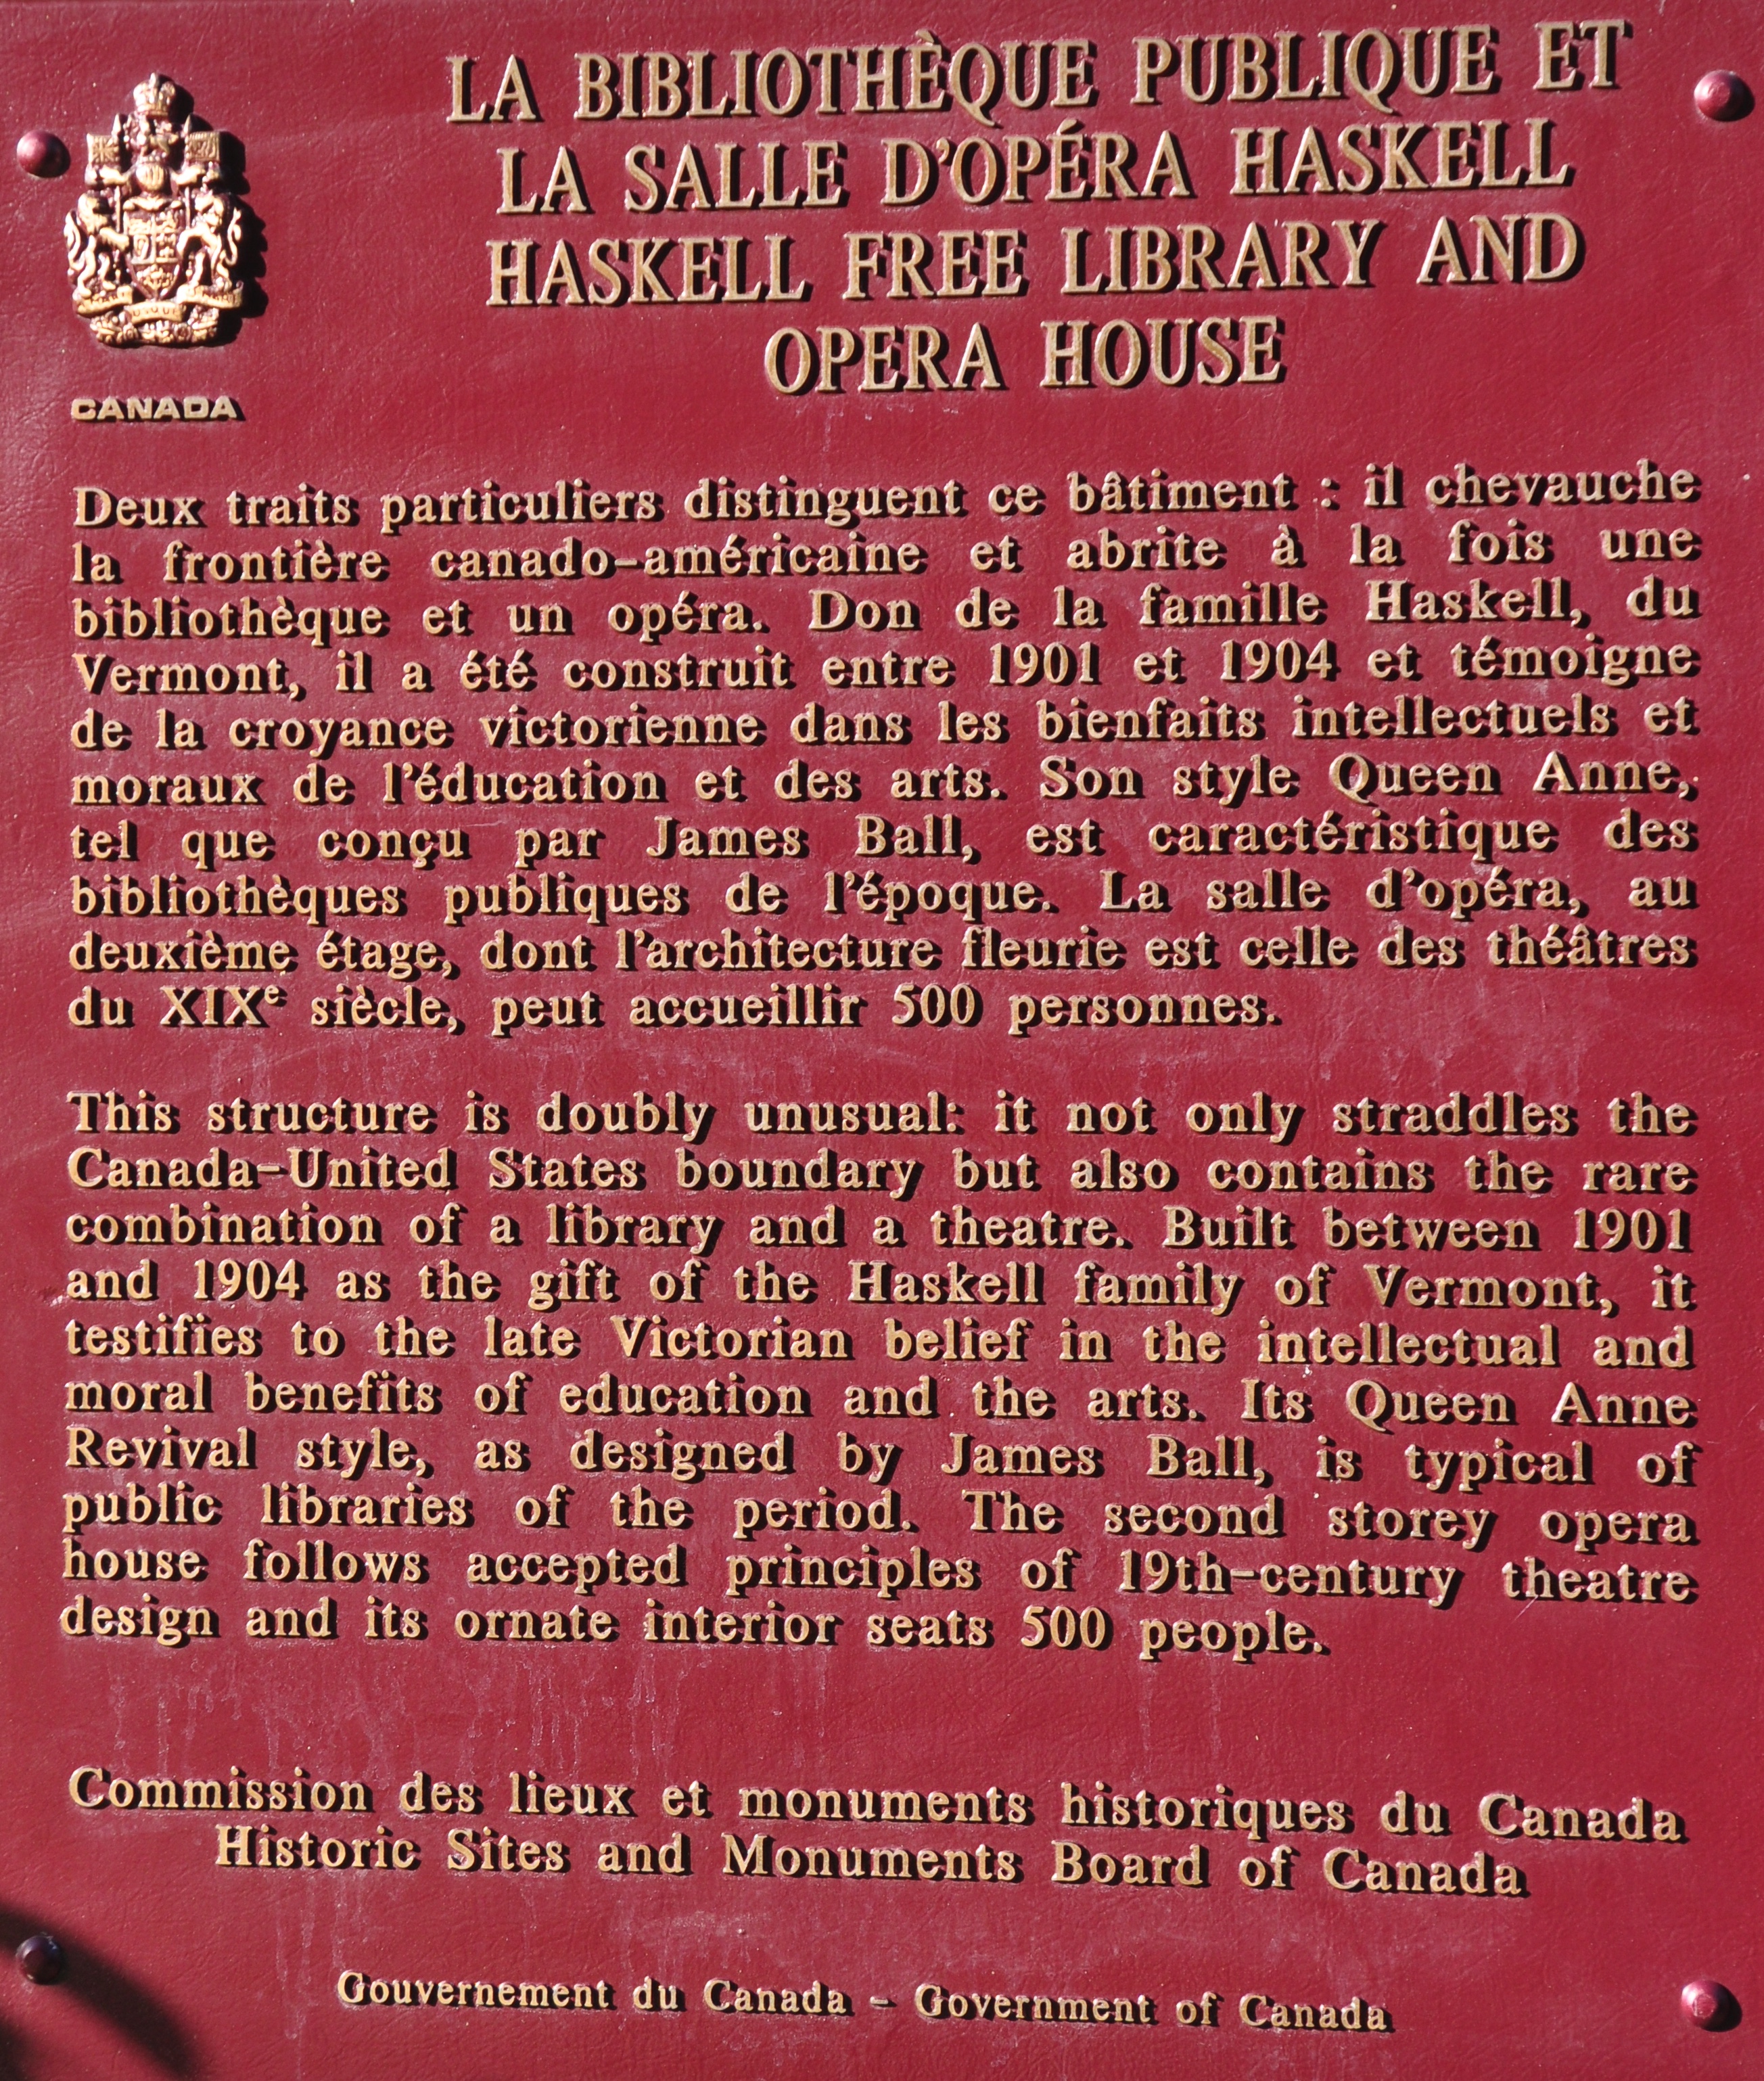 LA BIBLIOTHÈQUE PUBLIQUE ET
LA SALLE D'OPÉRA HASKELL
HASKELL FREE LIBRARY AND
OPERA HOUSE
CANADA
Deux traits particuliers distinguent ce bâtiment : il chevauche
la frontière canado-américaine et abrite à la fois une
bibliothèque et un opéra. Don de la famille Haskell, du
Vermont, il a été construit entre 1901 et 1904 et témoigne
de la croyance victorienne dans les bienfaits intellectuels et
moraux de l'éducation et des arts. Son style Queen Anne,
tel que conçu par James Ball, est caractéristique des
bibliothèques publiques de l'époque. La salle d'opéra, au
deuxième étage, dont l'architecture fleurie est celle des théâtres
du XIXe siècle, peut accueillir 500 personnes.
This structure is doubly unusual: it not only straddles the
Canada-United States boundary but also contains the rare
combination of a library and a theatre. Built between 1901
and 1904 as the gift of the Haskell family of Vermont, it
testifies to the late Victorian belief in the intellectual and
moral benefits of education and the arts. Its Queen Anne
Revival style, as designed by James Ball, is typical of
public libraries of the period. The second storey opera
house follows accepted principles of 19th-century theatre
design and its ornate interior seats 500 people.
Commission des lieux et monuments historiques du Canada
Historic Sites and Monuments Board of Canada
Gouvernement du Canada - Government of Canada